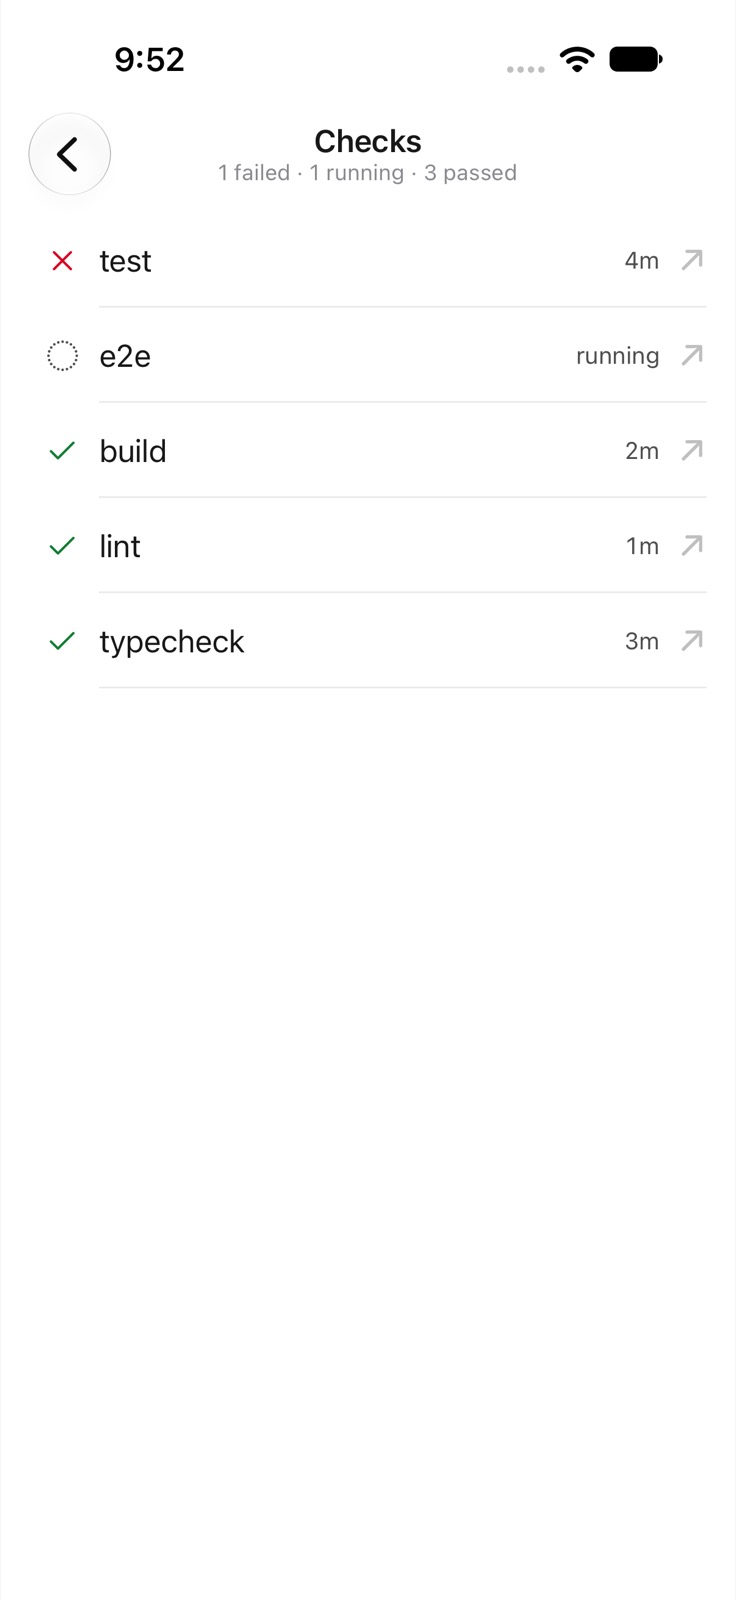 9:52
Checks
1 failed · 1 running · 3 passed
test 4m
e2e running
build 2m
lint 1m
typecheck 3m